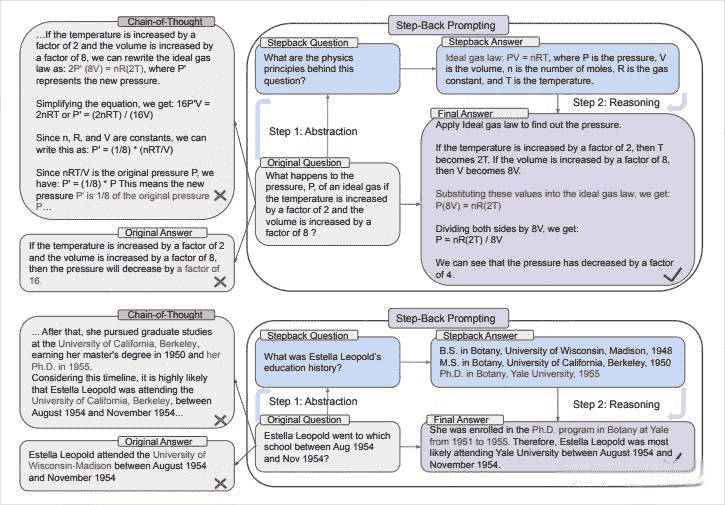 Chain-of-Thought
...If the temperature is increased by a
factor of 2 and the volume is increased by
a factor of 8, we can rewrite the ideal gas
law as: 2P' (8V) = nR(2T), where P'
represents the new pressure.
Simplifying the equation, we get: 16P'V =
2nRT or P' = (2nRT) / (16V)
Since n, R, and V are constants, we can
write this as: P' = (1/8) * (nRT/V)
Since nRT/V is the original pressure P, we
have: P' = (1/8) * P This means the new
pressure P' is 1/8 of the original pressure
P...
Original Answer
If the temperature is increased by a factor of 2
and the volume is increased by a factor of 8,
then the pressure will decrease by a factor of
16.
Step-Back Prompting
Stepback Question
What are the physics
principles behind this
question?
Stepback Answer
Ideal gas law: PV = nRT, where P is the pressure, V
is the volume, n is the number of moles, R is the gas
constant, and T is the temperature.
Step 1: Abstraction
Step 2: Reasoning
Original Question
What happens to the
pressure, P, of an ideal gas if
the temperature is increased
by a factor of 2 and the
volume is increased by a
factor of 8 ?
Final Answer
Apply Ideal gas law to find out the pressure.
If the temperature is increased by a factor of 2, then T
becomes 2T. If the volume is increased by a factor of 8,
then V becomes 8V.
Substituting these values into the ideal gas law, we get:
P(8V) = nR(2T)
Dividing both sides by 8V, we get:
P = nR(2T) / 8V
We can see that the pressure has decreased by a factor
of 4.
Chain-of-Thought
... After that, she pursued graduate studies
at the University of California, Berkeley,
earning her master's degree in 1950 and her
Ph.D. in 1955.
Considering this timeline, it is highly likely
that Estella Leopold was attending the
University of California, Berkeley, between
August 1954 and November 1954...
Original Answer
Estella Leopold attended the University of
Wisconsin-Madison between August 1954
and November 1954
Step-Back Prompting
Stepback Question
What was Estella Leopold's
education history?
Stepback Answer
B.S. in Botany, University of Wisconsin, Madison, 1948
M.S. in Botany, University of California, Berkeley, 1950
Ph.D. in Botany, Yale University, 1955
Step 1: Abstraction
Step 2: Reasoning
Original Question
Estella Leopold went to which
school between Aug 1954
and Nov 1954?
Final Answer
She was enrolled in the Ph.D. program in Botany at Yale
from 1951 to 1955. Therefore, Estella Leopold was most
likely attending Yale University between August 1954 and
November 1954.